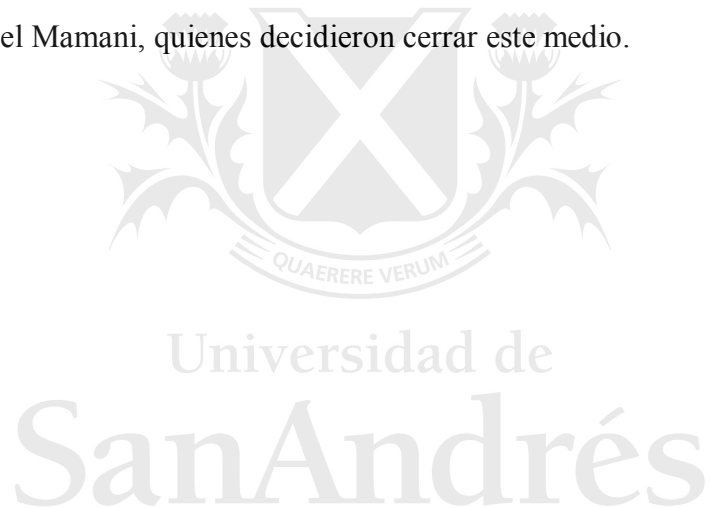 el Mamani, quienes decidieron cerrar este medio.
QUAERERE VERUM
Universidad de
SanAndrés